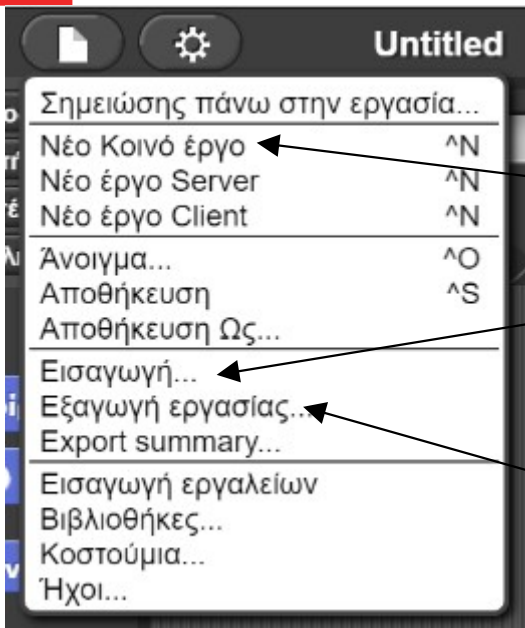 Untitled
Σημειώσης πάνω στην εργασία...
Νέο Κοινό έργο ^N
Νέο έργο Server ^N
Νέο έργο Client ^N
Άνοιγμα... ^O
Αποθήκευση ^S
Αποθήκευση Ως...
Εισαγωγή...
Εξαγωγή εργασίας...
Export summary...
Εισαγωγή εργαλείων
Βιβλιοθήκες...
Κοστούμια...
Ήχοι...